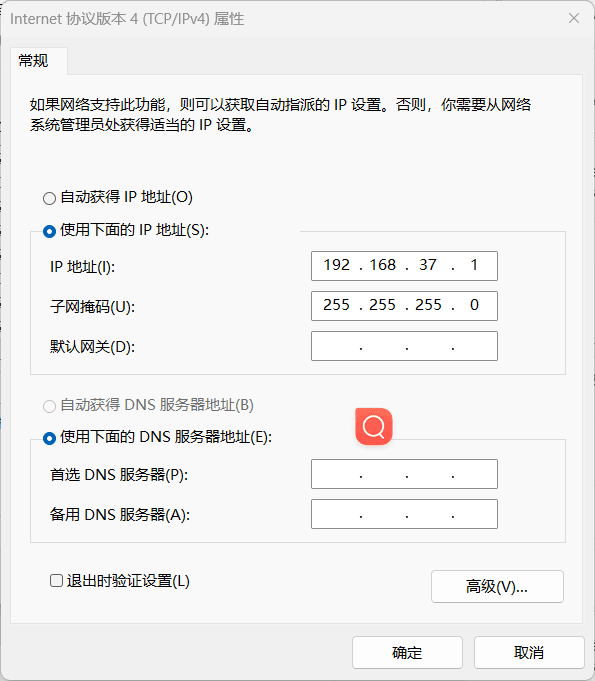 Internet 协议版本 4 (TCP/IPv4) 属性
常规
如果网络支持此功能，则可以获取自动指派的 IP 设置。否则，你需要从网络
系统管理员处获得适当的 IP 设置。
自动获得 IP 地址(O)
使用下面的 IP 地址(S):
IP 地址(I): 192 . 168 . 37 . 1
子网掩码(U): 255 . 255 . 255 . 0
默认网关(D): . . .
自动获得 DNS 服务器地址(B)
使用下面的 DNS 服务器地址(E):
首选 DNS 服务器(P): . . .
备用 DNS 服务器(A): . . .
退出时验证设置(L)
高级(V)...
确定 取消